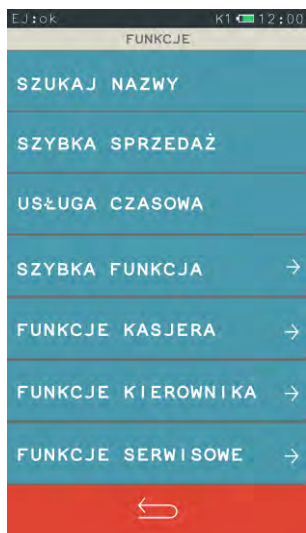 EJ:ok K1 12:00
FUNKCJE
SZUKAJ NAZWY
SZYBKA SPRZEDAŻ
USŁUGA CZASOWA
SZYBKA FUNKCJA
FUNKCJE KASJERA
FUNKCJE KIEROWNIKA
FUNKCJE SERWISOWE